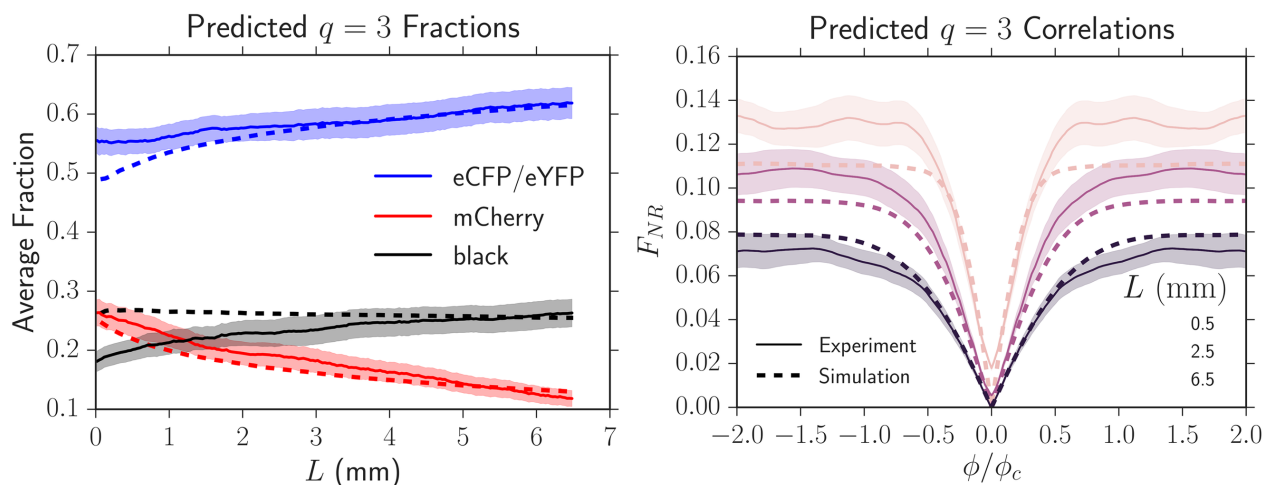 Predicted q = 3 Fractions
0.7
0.6
0.5
0.4
0.3
0.2
0.1
Average Fraction
eCFP/eYFP
mCherry
black
0 1 2 3 4 5 6 7
L (mm)
Predicted q = 3 Correlations
0.16
0.14
0.12
0.10
0.08
0.06
0.04
0.02
0.00
F_{NR}
L (mm)
0.5
Experiment 2.5
Simulation 6.5
−2.0 −1.5 −1.0 −0.5 0.0 0.5 1.0 1.5 2.0
ϕ/ϕ_c